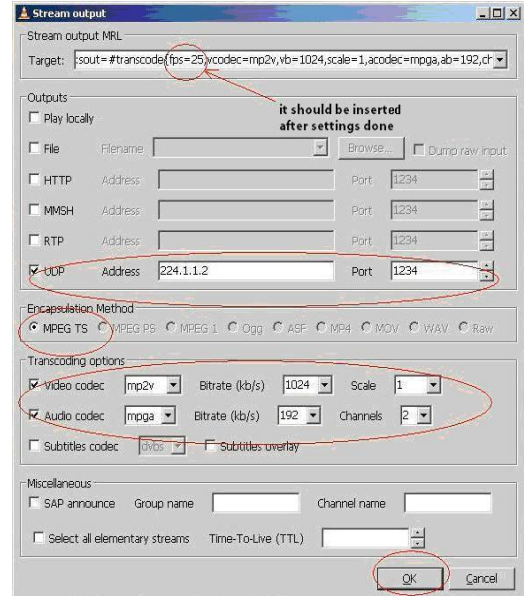 Stream output
Stream output MRL
Target: :sout=#transcode{fps=25,vcodec=mp2v,vb=1024,scale=1,acodec=mpga,ab=192,ch
it should be inserted
after settings done
Outputs
Play locally
File Filename Browse... Dump raw input
HTTP Address Port 1234
MMSH Address Port 1234
RTP Address Port 1234
UDP Address 224.1.1.2 Port 1234
Encapsulation Method
MPEG TS MPEG PS MPEG 1 Ogg ASF MP4 MOV WAV Raw
Transcoding options
Video codec mp2v Bitrate (kb/s) 1024 Scale 1
Audio codec mpga Bitrate (kb/s) 192 Channels 2
Subtitles codec dvbs Subtitles overlay
Miscellaneous
SAP announce Group name Channel name
Select all elementary streams Time-To-Live (TTL)
OK Cancel